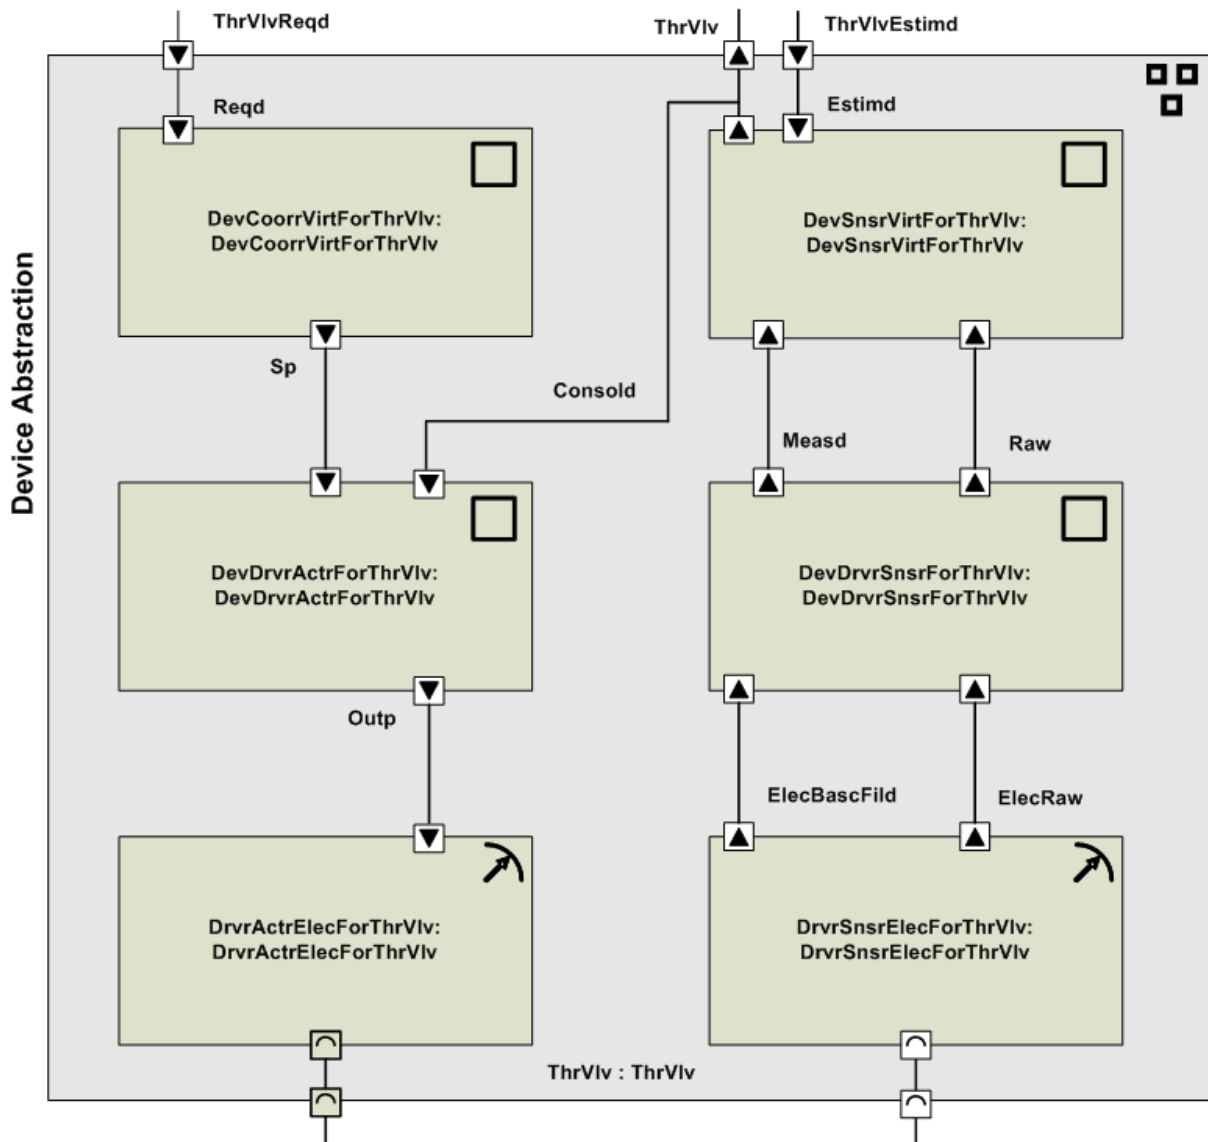 ThrVlvReqd
ThrVlv
ThrVlvEstimd
Reqd
Estimd
DevCoorrVirtForThrVlv:
DevCoorrVirtForThrVlv
DevSnsrVirtForThrVlv:
DevSnsrVirtForThrVlv
Device Abstraction
Sp
Consold
Measd
Raw
DevDrvrActrForThrVlv:
DevDrvrActrForThrVlv
DevDrvrSnsrForThrVlv:
DevDrvrSnsrForThrVlv
Outp
ElecBascFild
ElecRaw
DrvrActrElecForThrVlv:
DrvrActrElecForThrVlv
DrvrSnsrElecForThrVlv:
DrvrSnsrElecForThrVlv
ThrVlv : ThrVlv